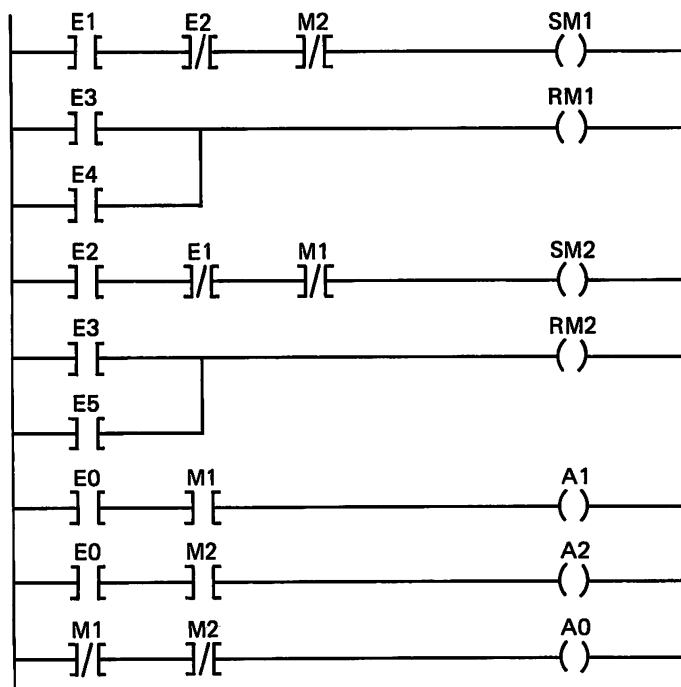 E1 E2 M2 SM1
E3 RM1
E4
E2 E1 M1 SM2
E3 RM2
E5
E0 M1 A1
E0 M2 A2
M1 M2 A0